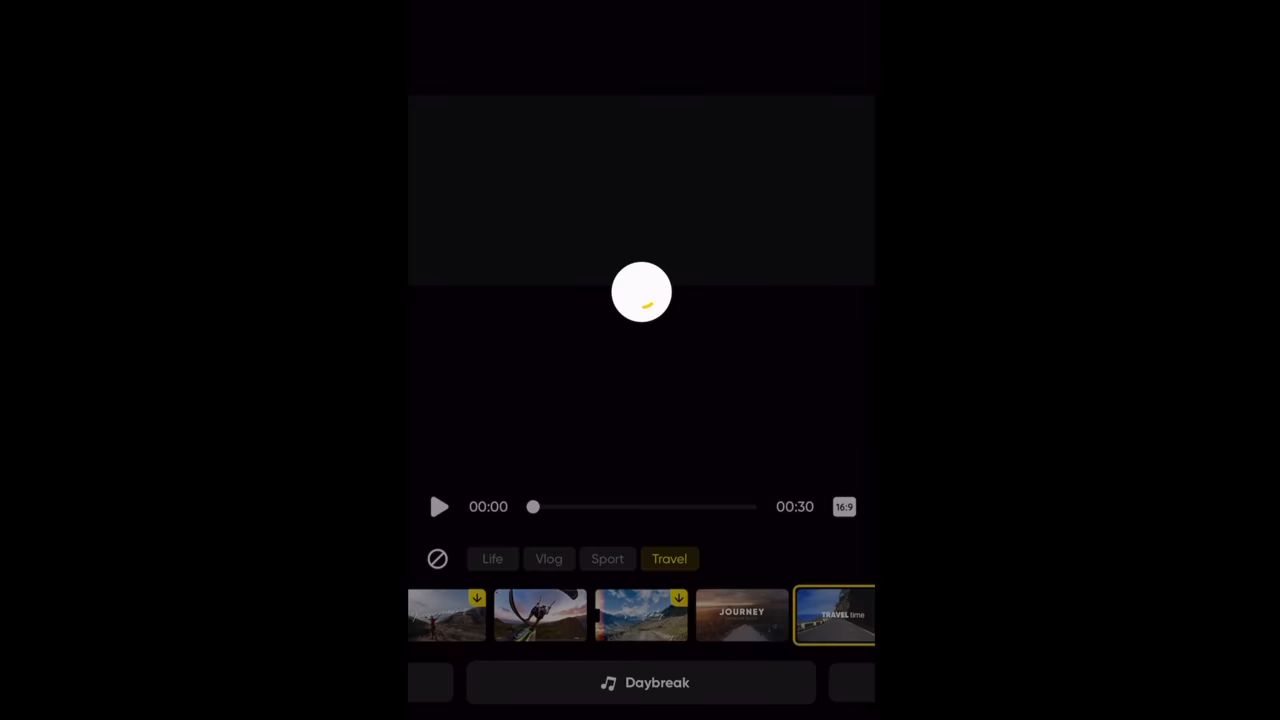 00:00
00:30
16:9
Life
Vlog
Sport
Travel
JOURNEY
TRAVEL time
Daybreak